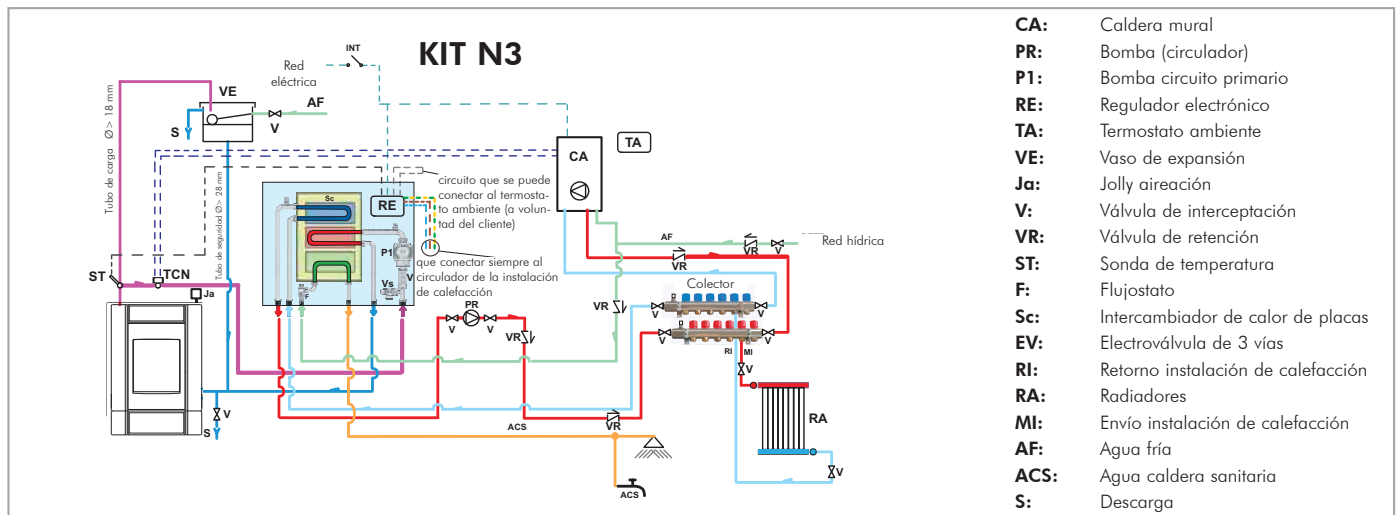 KIT N3
INT
Red
eléctrica
VE
AF
V
S
Tubo de carga Ø > 18 mm
Tubo de seguridad Ø > 28 mm
CA
TA
Sc
RE
circuito que se puede
conectar al termosta-
to ambiente (a volun-
tad del cliente)
P1
V
Vs
F
que conectar siempre al
circulador de la instalación
de calefacción
ST
TCN
Ja
AF
VR
V
Red hídrica
VR
VR
Colector
V
V
V
V
PR
V
V
VR
RI
MI
V
RA
V
V
S
ACS
VR
ACS
CA: Caldera mural
PR: Bomba (circulador)
P1: Bomba circuito primario
RE: Regulador electrónico
TA: Termostato ambiente
VE: Vaso de expansión
Ja: Jolly aireación
V: Válvula de interceptación
VR: Válvula de retención
ST: Sonda de temperatura
F: Flujostato
Sc: Intercambiador de calor de placas
EV: Electroválvula de 3 vías
RI: Retorno instalación de calefacción
RA: Radiadores
MI: Envío instalación de calefacción
AF: Agua fría
ACS: Agua caldera sanitaria
S: Descarga